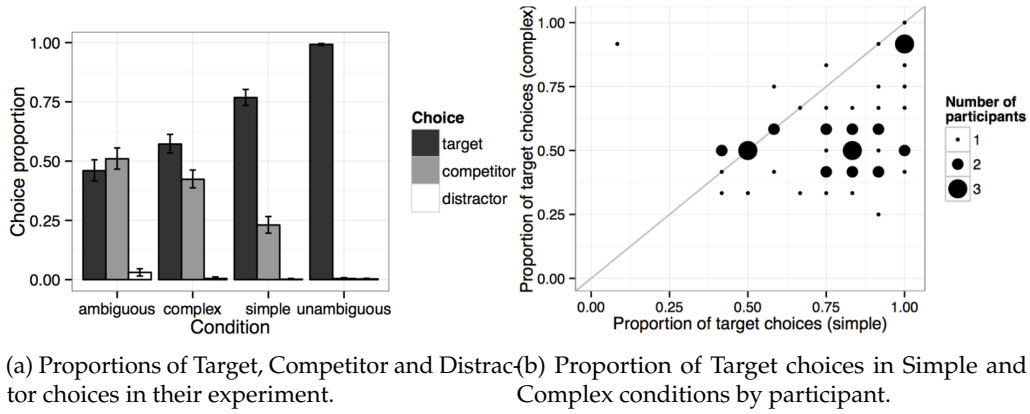 1.00
0.75
0.50
0.25
0.00
Choice proportion
ambiguous complex simple unambiguous
Condition
Choice
target
competitor
distractor
1.00
0.75
0.50
0.25
0.00
Proportion of target choices (complex)
0.00 0.25 0.50 0.75 1.00
Proportion of target choices (simple)
Number of
participants
1
2
3
(a) Proportions of Target, Competitor and Distrac-
tor choices in their experiment.
(b) Proportion of Target choices in Simple and
Complex conditions by participant.